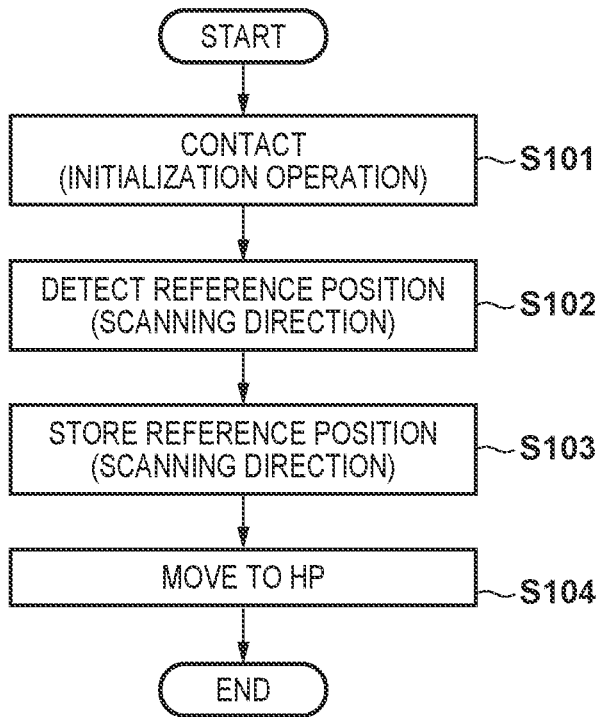 START
CONTACT
(INITIALIZATION OPERATION)
S101
DETECT REFERENCE POSITION
(SCANNING DIRECTION)
S102
STORE REFERENCE POSITION
(SCANNING DIRECTION)
S103
MOVE TO HP
S104
END